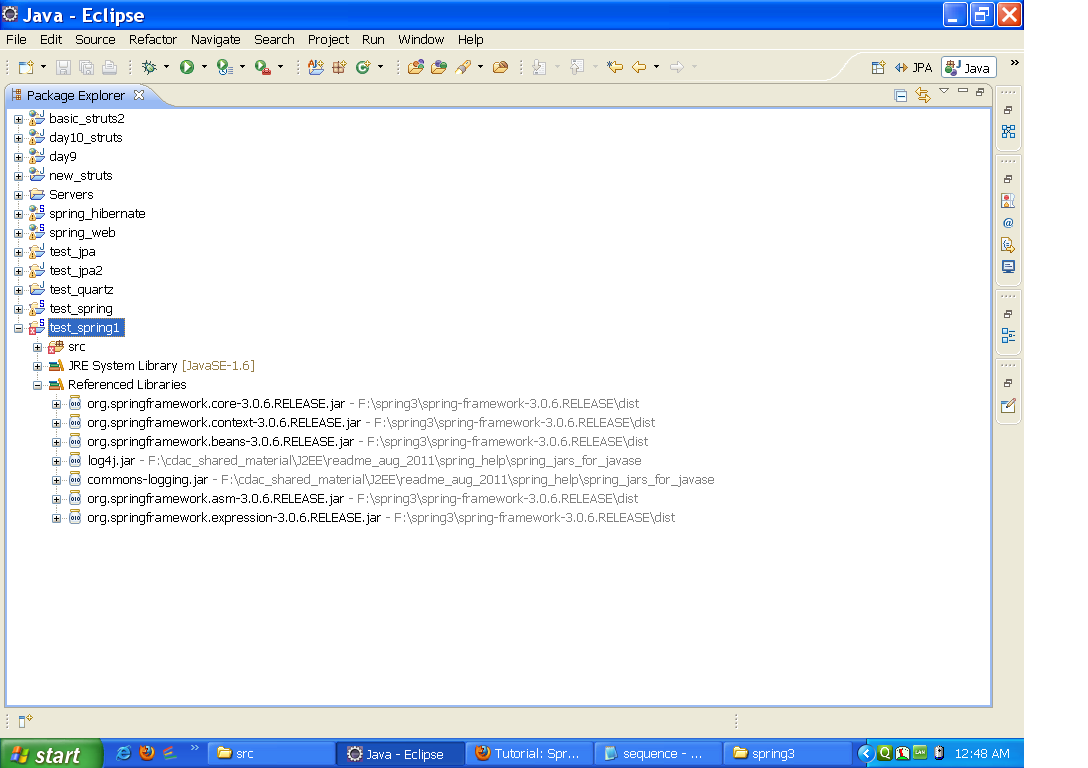 Java - Eclipse
File Edit Source Refactor Navigate Search Project Run Window Help
JPA Java »
Package Explorer
basic_struts2
day10_struts
day9
new_struts
Servers
spring_hibernate
spring_web
test_jpa
test_jpa2
test_quartz
test_spring
test_spring1
src
JRE System Library [JavaSE-1.6]
Referenced Libraries
org.springframework.core-3.0.6.RELEASE.jar - F:\spring3\spring-framework-3.0.6.RELEASE\dist
org.springframework.context-3.0.6.RELEASE.jar - F:\spring3\spring-framework-3.0.6.RELEASE\dist
org.springframework.beans-3.0.6.RELEASE.jar - F:\spring3\spring-framework-3.0.6.RELEASE\dist
log4j.jar - F:\cdac_shared_material\J2EE\readme_aug_2011\spring_help\spring_jars_for_javase
commons-logging.jar - F:\cdac_shared_material\J2EE\readme_aug_2011\spring_help\spring_jars_for_javase
org.springframework.asm-3.0.6.RELEASE.jar - F:\spring3\spring-framework-3.0.6.RELEASE\dist
org.springframework.expression-3.0.6.RELEASE.jar - F:\spring3\spring-framework-3.0.6.RELEASE\dist
start » src Java - Eclipse Tutorial: Spr... sequence - ... spring3 12:48 AM